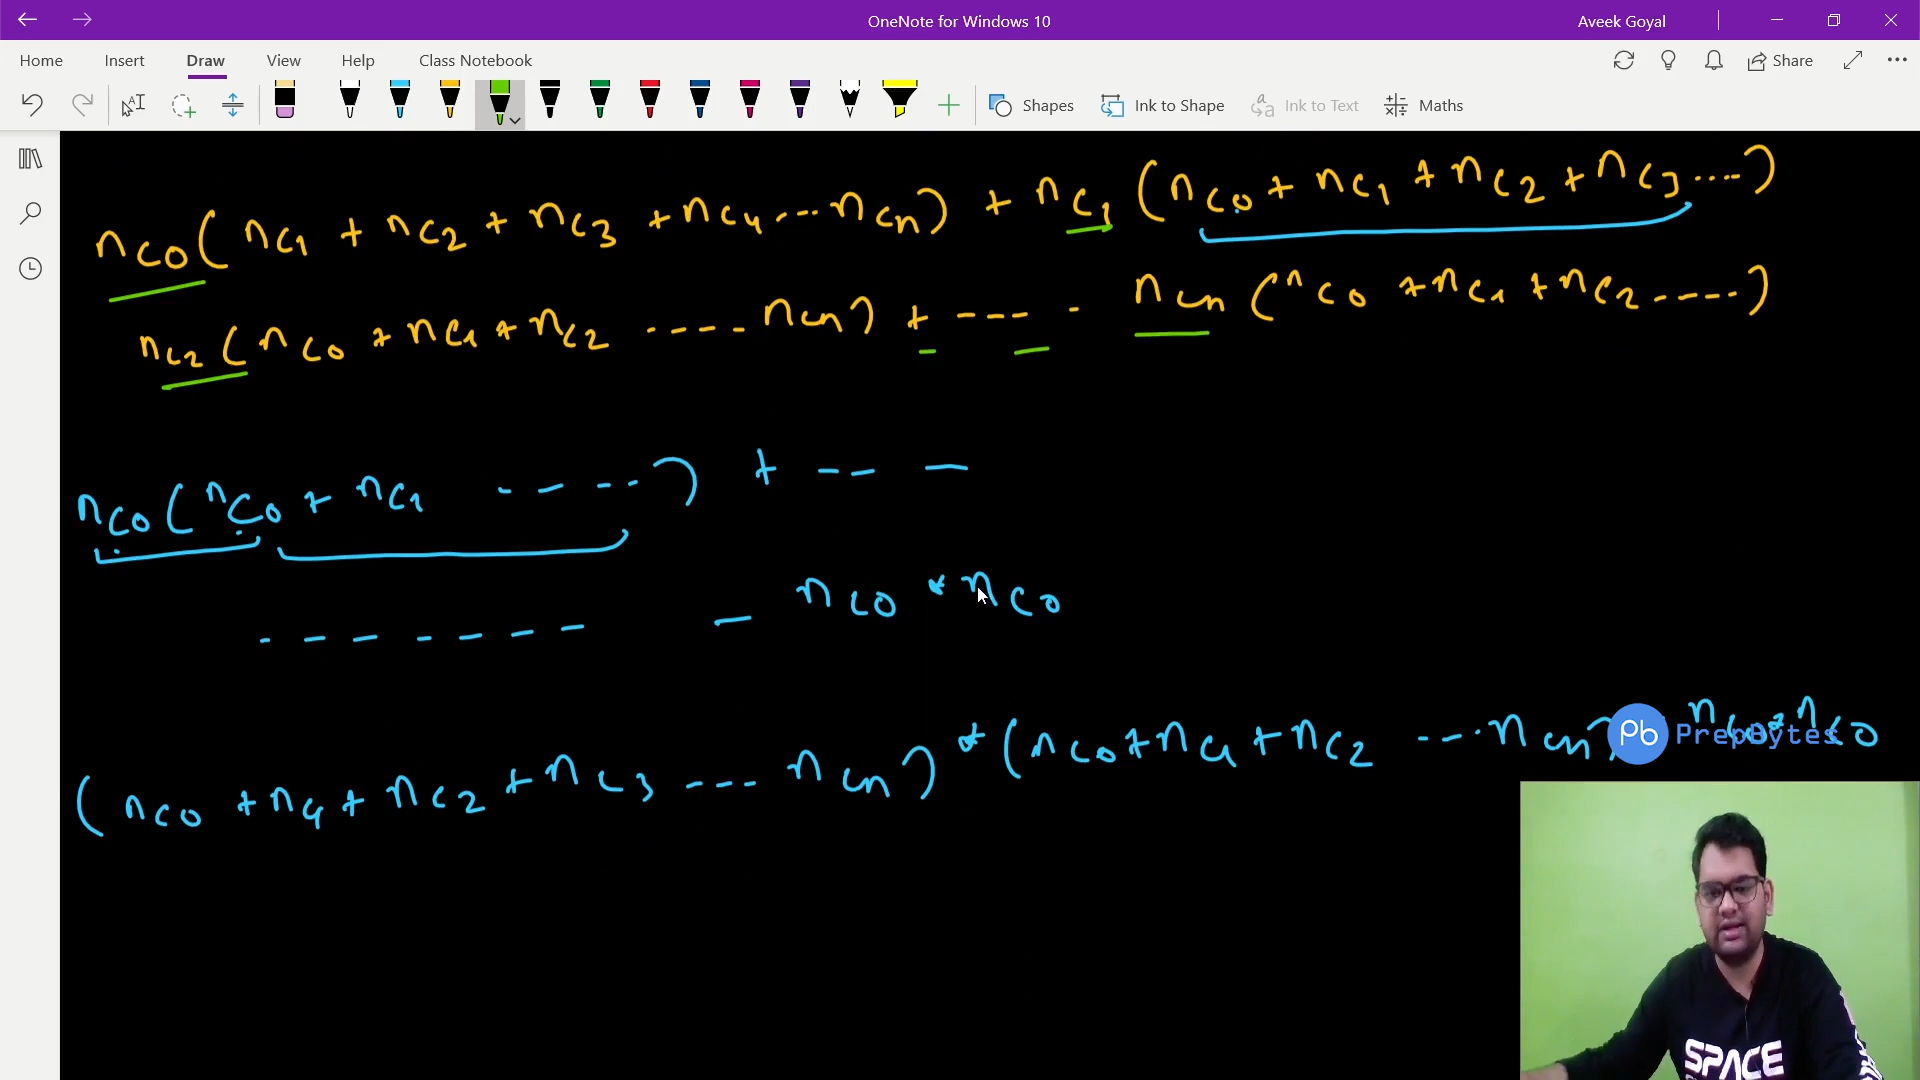 OneNote for Windows 10
Aveek Goyal
Home Insert Draw View Help Class Notebook Share
Shapes Ink to Shape Ink to Text Maths
nC0 ( nC1 + nC2 + nC3 + nC4 ... nCn ) + nC3 ( nC0 + nC1 + nC2 + nC3 .... )
nC2 ( nC0 + nC1 + nC2 ..... nCn ) + --- - nCn ( nC0 + nC1 + nC2 ..... )
nC0 ( nC0 + nC1 ----- ) + -- -
------- - nC0 * nC0
( nC0 + nC1 + nC2 + nC3 --- nCn ) * ( nC0 + nC1 + nC2 --- nCn )
Pb PrepBytes
SPACE